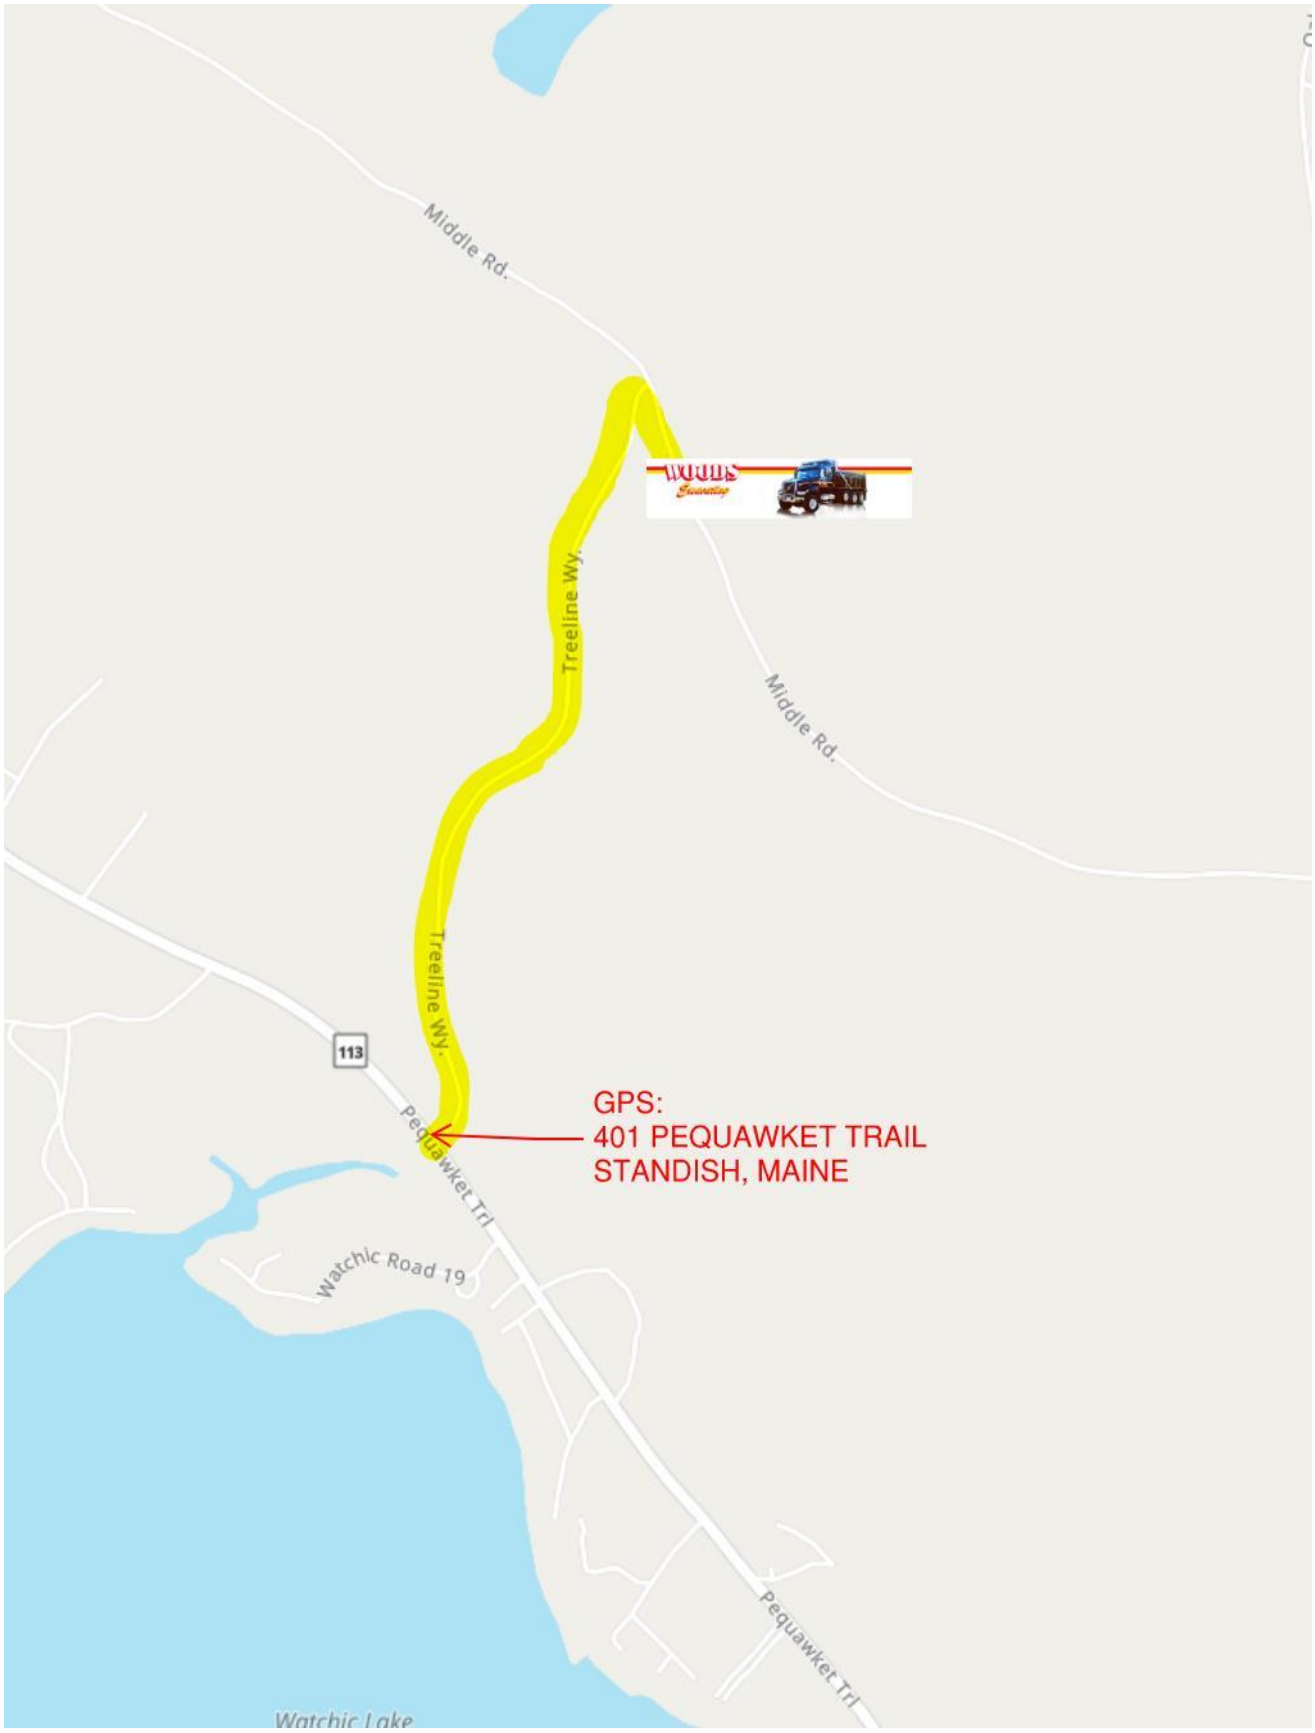 Middle Rd.
WOODS
Excavating
Treeline Wy.
Middle Rd.
Treeline Wy.
113
GPS:
401 PEQUAWKET TRAIL
STANDISH, MAINE
Pequawket Trl
Watchic Road 19
Pequawket Trl
Watchic Lake